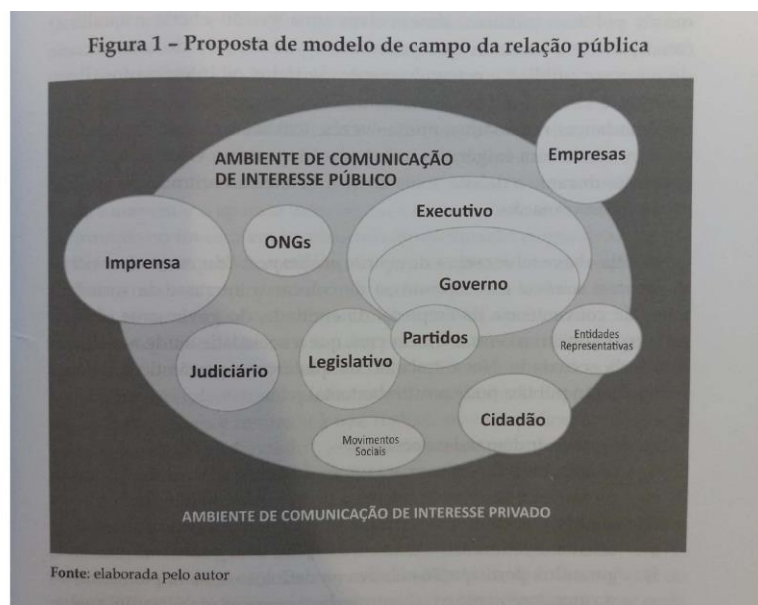 Figura 1 – Proposta de modelo de campo da relação pública
AMBIENTE DE COMUNICAÇÃO
DE INTERESSE PÚBLICO
Empresas
Executivo
ONGs
Imprensa
Governo
Partidos
Entidades
Representativas
Judiciário
Legislativo
Cidadão
Movimentos
Sociais
AMBIENTE DE COMUNICAÇÃO DE INTERESSE PRIVADO
Fonte: elaborada pelo autor